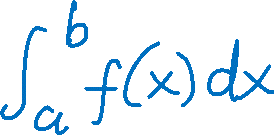 ∫_a^b f(x) dx